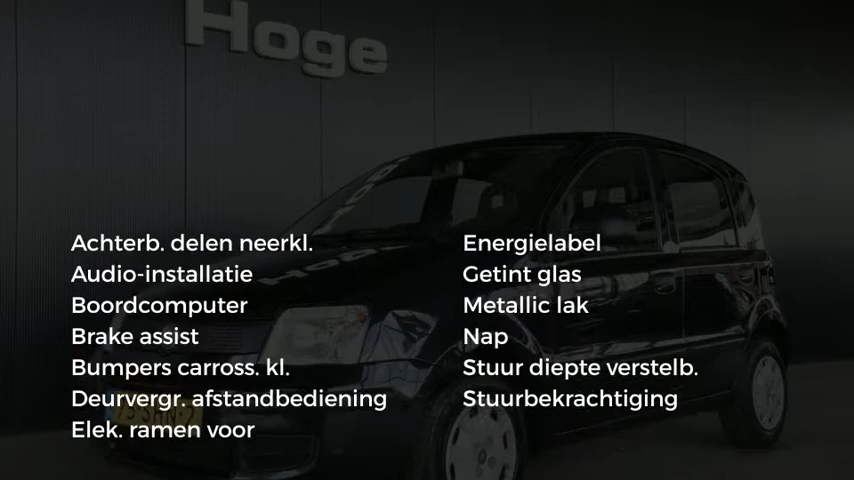 Hoge
Achterb. delen neerkl.
Audio-installatie
Boordcomputer
Brake assist
Bumpers carross. kl.
Deurvergr. afstandbediening
Elek. ramen voor
Energielabel
Getint glas
Metallic lak
Nap
Stuur diepte verstelb.
Stuurbekrachtiging